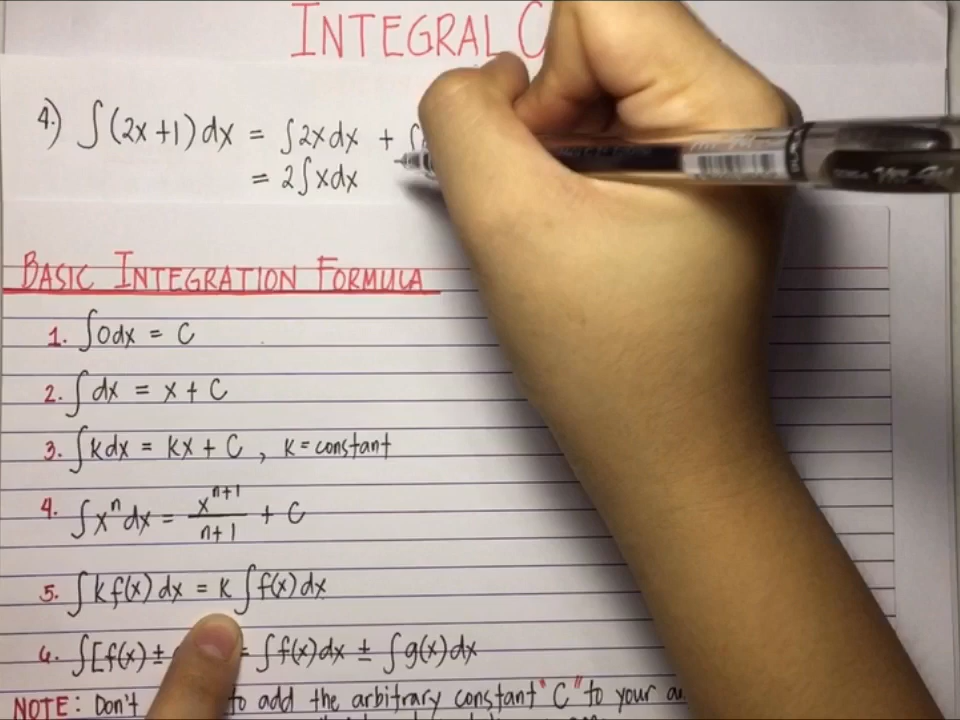 INTEGRAL C
4.) ∫(2x+1)dx = ∫2xdx + ∫
= 2∫xdx
BASIC INTEGRATION FORMULA
1. ∫0dx = C
2. ∫dx = x + C
3. ∫kdx = kx + C , k = constant
4. ∫xⁿdx = xⁿ⁺¹/n+1 + C
5. ∫kf(x)dx = k∫f(x)dx
6. ∫[f(x) ± = ∫f(x)dx ± ∫g(x)dx
NOTE: Don't to add the arbitrary constant "C" to your